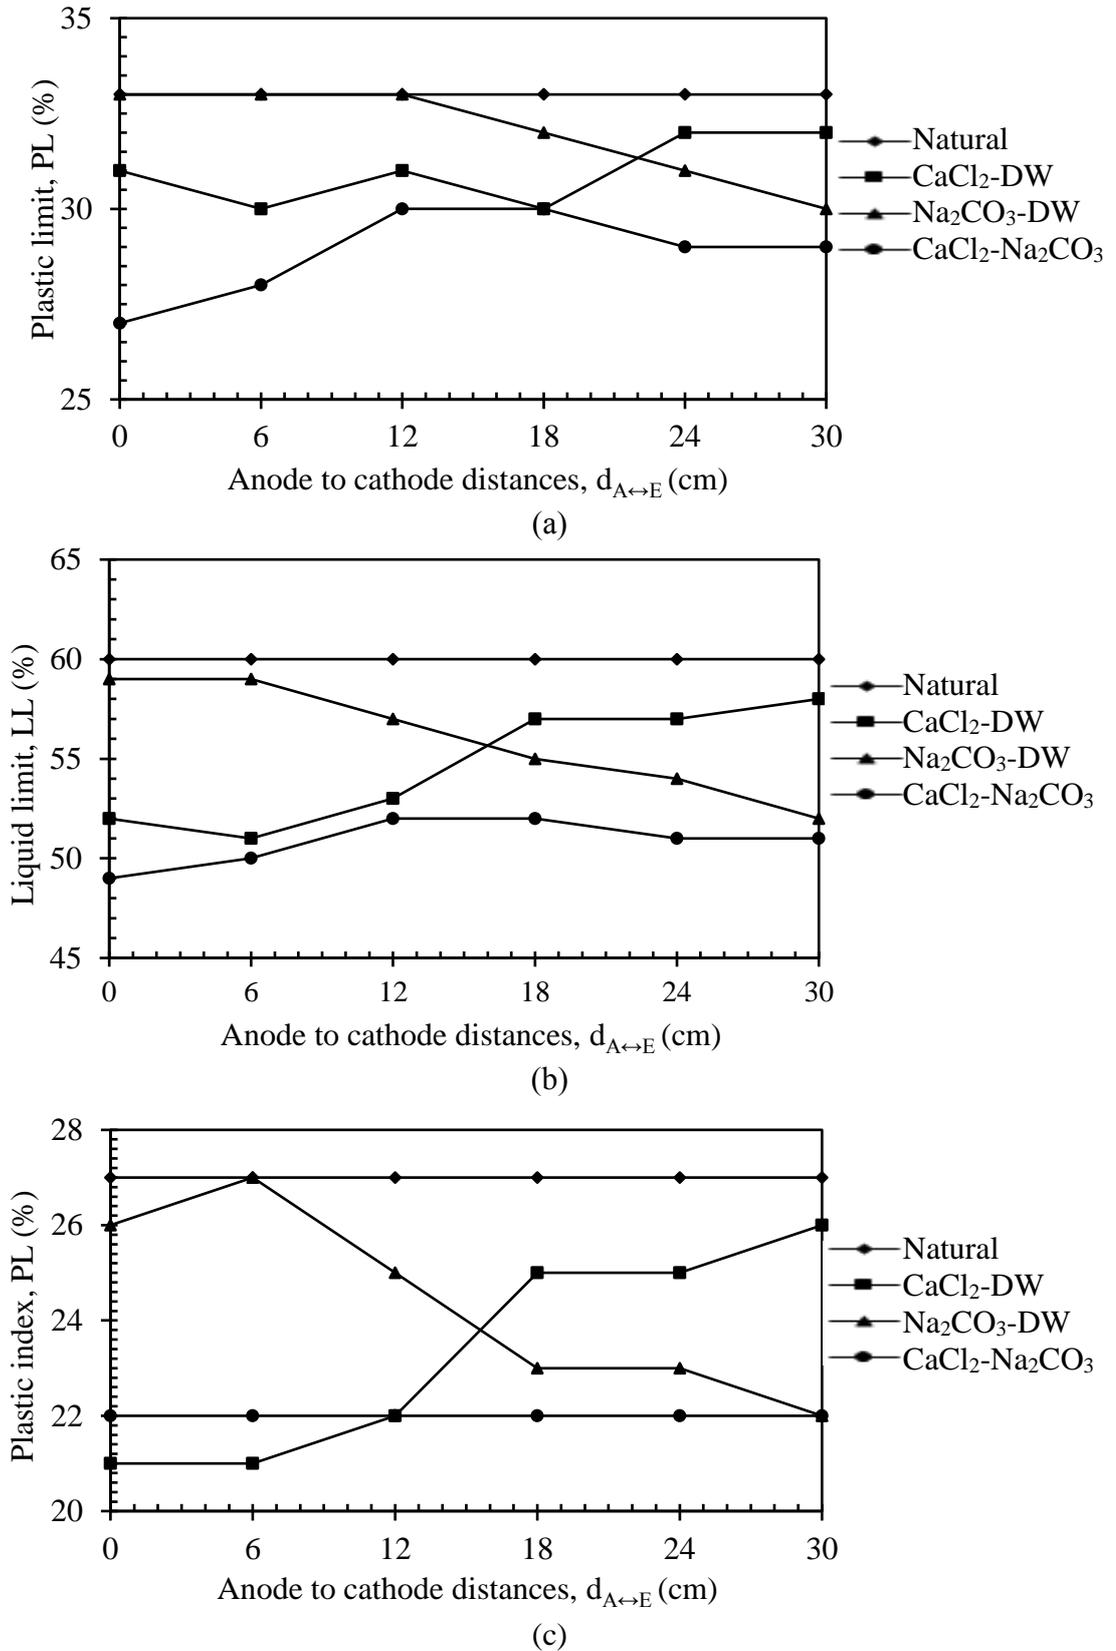 35
30
25
Plastic limit, PL (%)
0 6 12 18 24 30
Anode to cathode distances, d_A↔E (cm)
Natural
CaCl₂-DW
Na₂CO₃-DW
CaCl₂-Na₂CO₃
(a)
65
60
55
50
45
Liquid limit, LL (%)
0 6 12 18 24 30
Anode to cathode distances, d_A↔E (cm)
Natural
CaCl₂-DW
Na₂CO₃-DW
CaCl₂-Na₂CO₃
(b)
28
26
24
22
20
Plastic index, PL (%)
0 6 12 18 24 30
Anode to cathode distances, d_A↔E (cm)
Natural
CaCl₂-DW
Na₂CO₃-DW
CaCl₂-Na₂CO₃
(c)